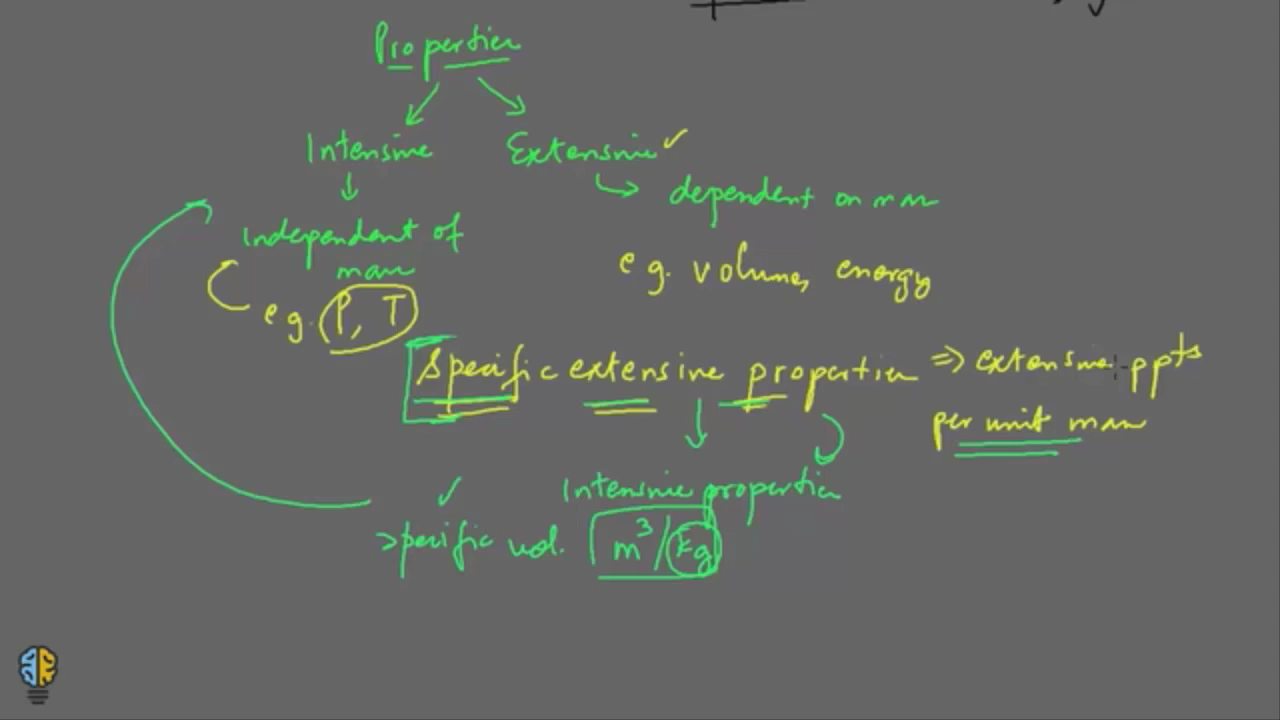 Properties
Intensive Extensive ✓
dependent on mass
independent of mass
e.g. P, T
e.g. volume, energy
Specific extensive properties ⇒ extensive ppts
per unit mass
Intensive properties
✓
specific vol. m³/kg